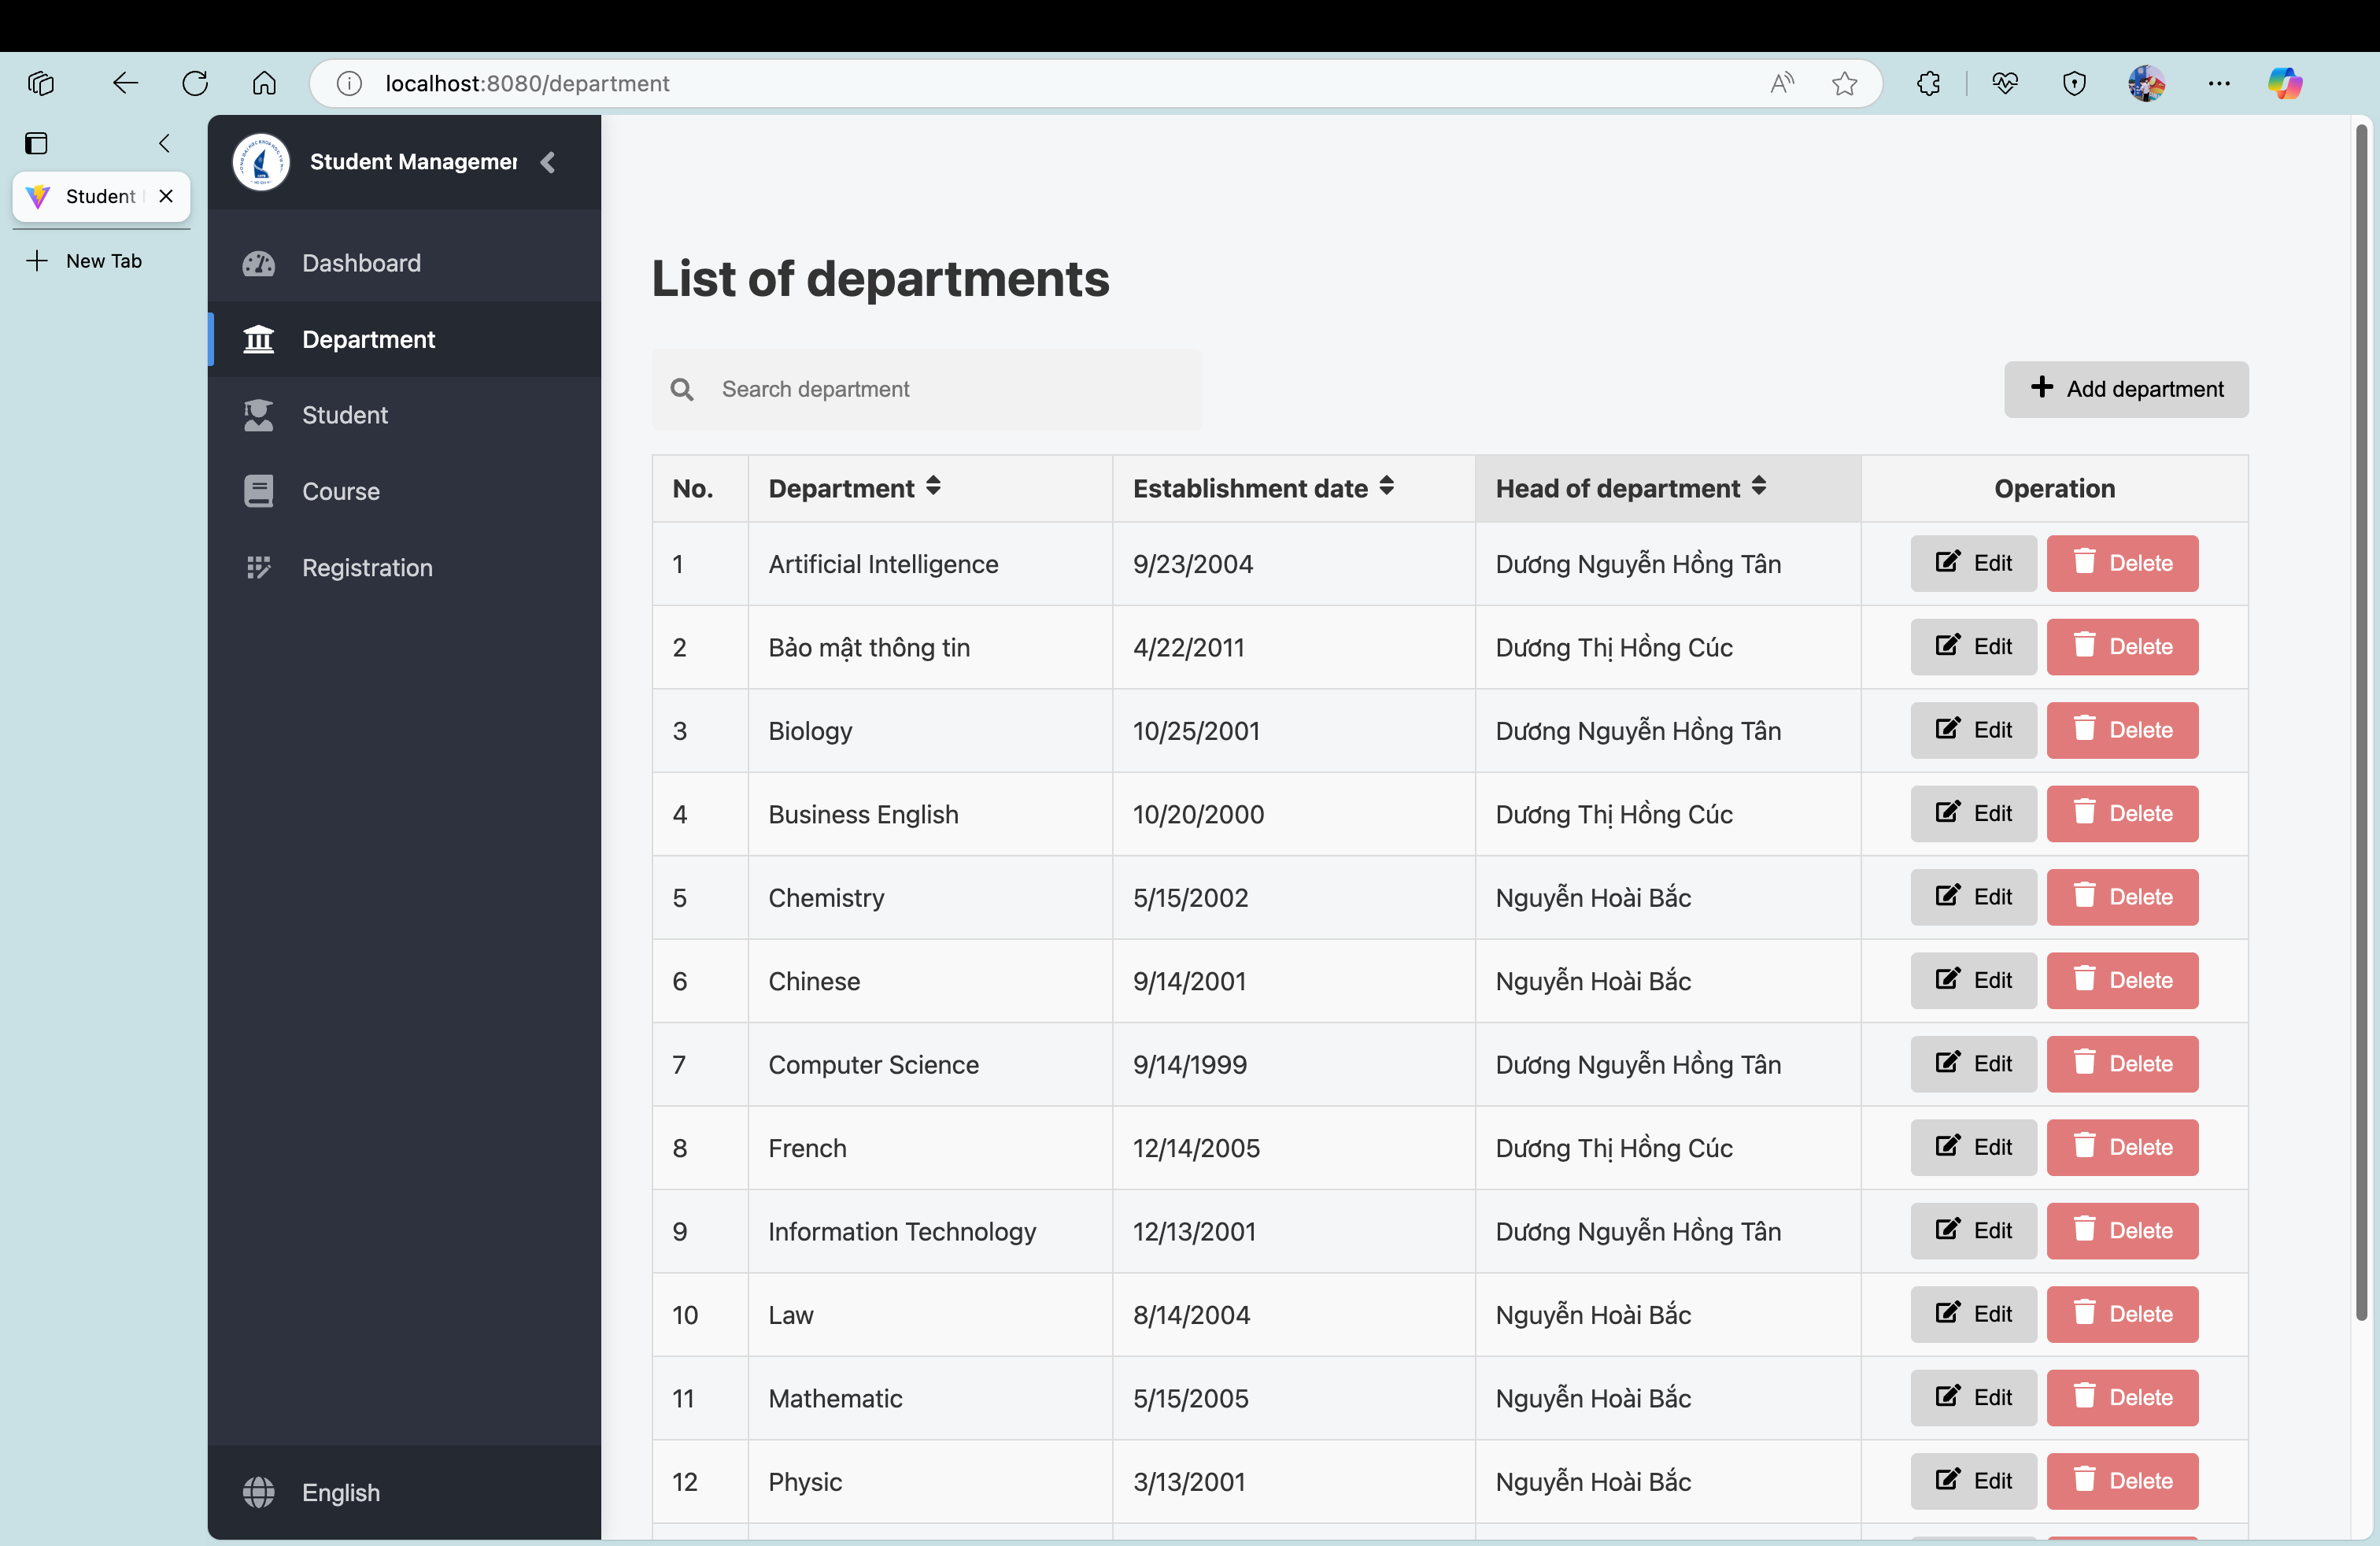 localhost:8080/department
Student
New Tab
Student Managemer
Dashboard
Department
Student
Course
Registration
English
List of departments
Search department
Add department
No. Department Establishment date Head of department Operation
1 Artificial Intelligence 9/23/2004 Dương Nguyễn Hồng Tân Edit Delete
2 Bảo mật thông tin 4/22/2011 Dương Thị Hồng Cúc Edit Delete
3 Biology 10/25/2001 Dương Nguyễn Hồng Tân Edit Delete
4 Business English 10/20/2000 Dương Thị Hồng Cúc Edit Delete
5 Chemistry 5/15/2002 Nguyễn Hoài Bắc Edit Delete
6 Chinese 9/14/2001 Nguyễn Hoài Bắc Edit Delete
7 Computer Science 9/14/1999 Dương Nguyễn Hồng Tân Edit Delete
8 French 12/14/2005 Dương Thị Hồng Cúc Edit Delete
9 Information Technology 12/13/2001 Dương Nguyễn Hồng Tân Edit Delete
10 Law 8/14/2004 Nguyễn Hoài Bắc Edit Delete
11 Mathematic 5/15/2005 Nguyễn Hoài Bắc Edit Delete
12 Physic 3/13/2001 Nguyễn Hoài Bắc Edit Delete